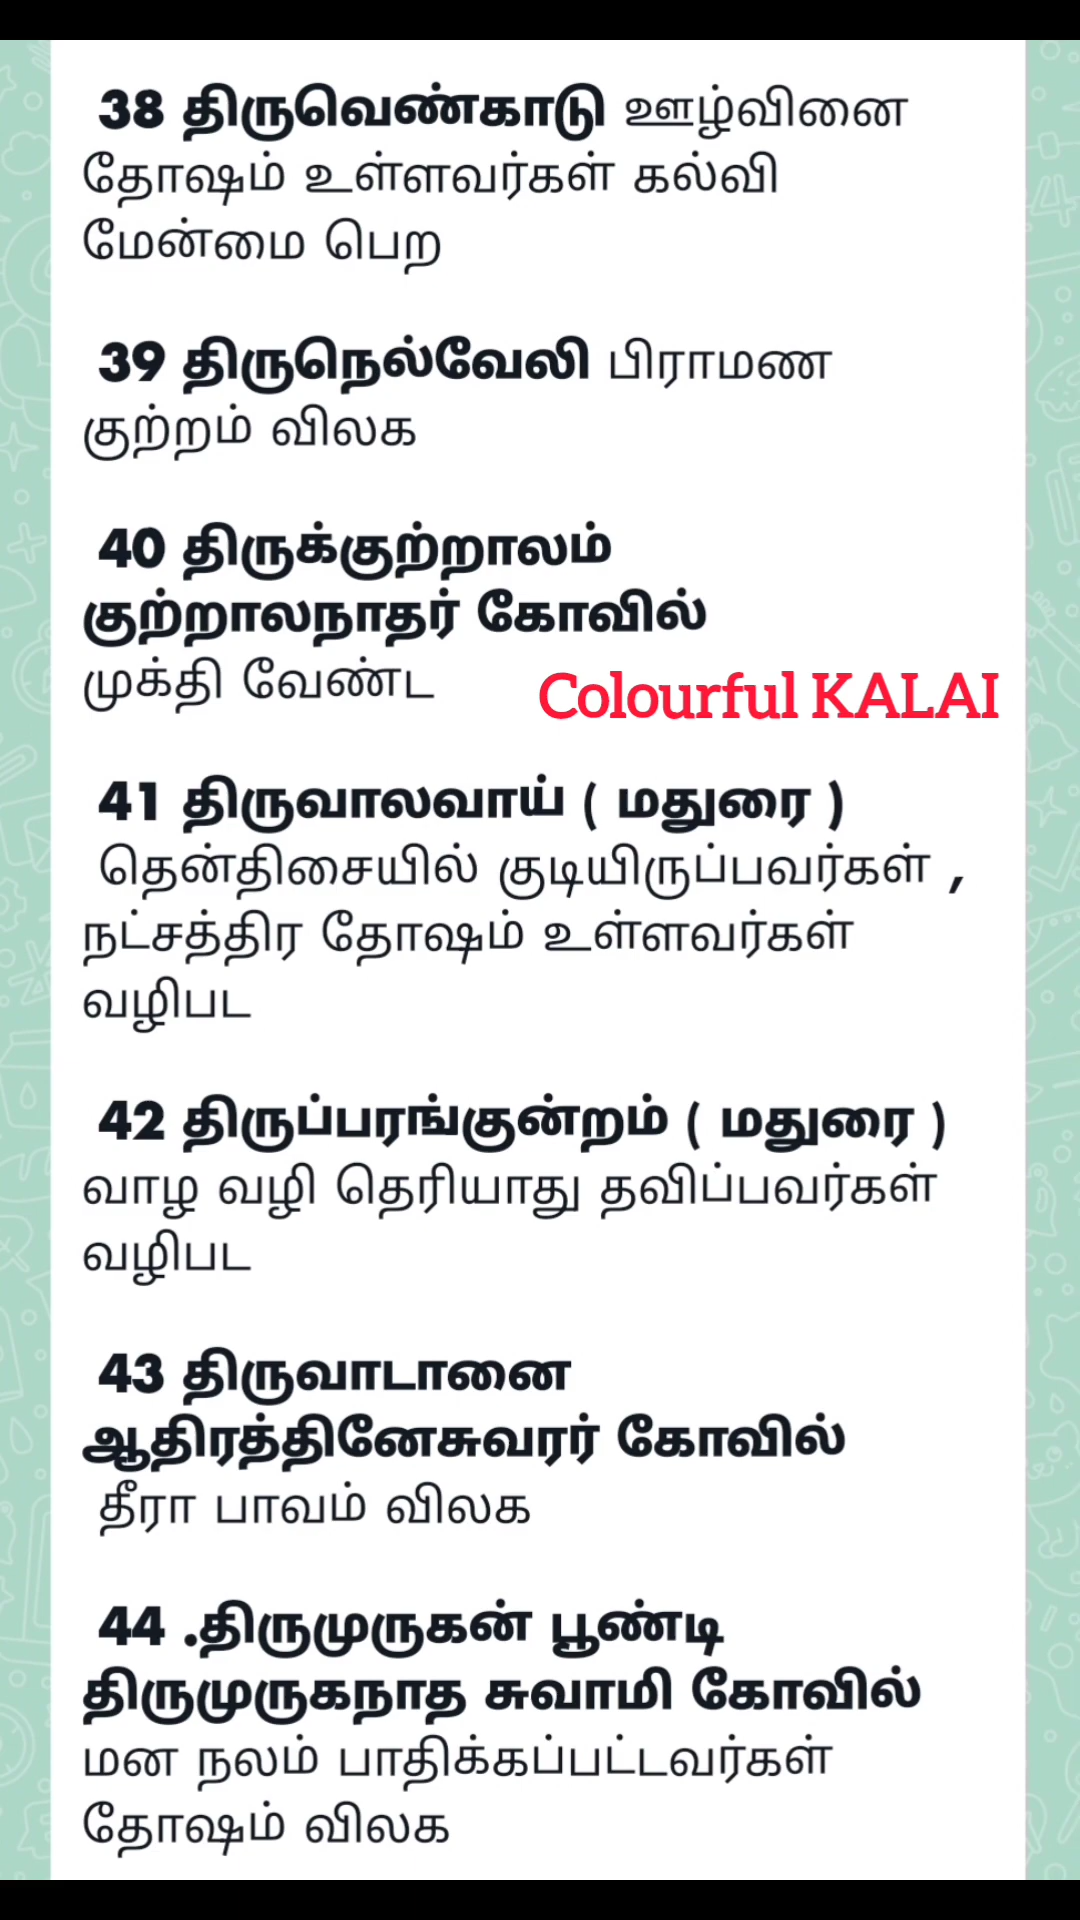 38 திருவெண்காடு ஊழ்வினை
தோஷம் உள்ளவர்கள் கல்வி
மேன்மை பெற
39 திருநெல்வேலி பிராமண
குற்றம் விலக
40 திருக்குற்றாலம்
குற்றாலநாதர் கோவில்
முக்தி வேண்ட
Colourful KALAI
41 திருவாலவாய் ( மதுரை )
தென்திசையில் குடியிருப்பவர்கள் ,
நட்சத்திர தோஷம் உள்ளவர்கள்
வழிபட
42 திருப்பரங்குன்றம் ( மதுரை )
வாழ வழி தெரியாது தவிப்பவர்கள்
வழிபட
43 திருவாடானை
ஆதிரத்தினேசுவரர் கோவில்
தீரா பாவம் விலக
44 .திருமுருகன் பூண்டி
திருமுருகநாத சுவாமி கோவில்
மன நலம் பாதிக்கப்பட்டவர்கள்
தோஷம் விலக